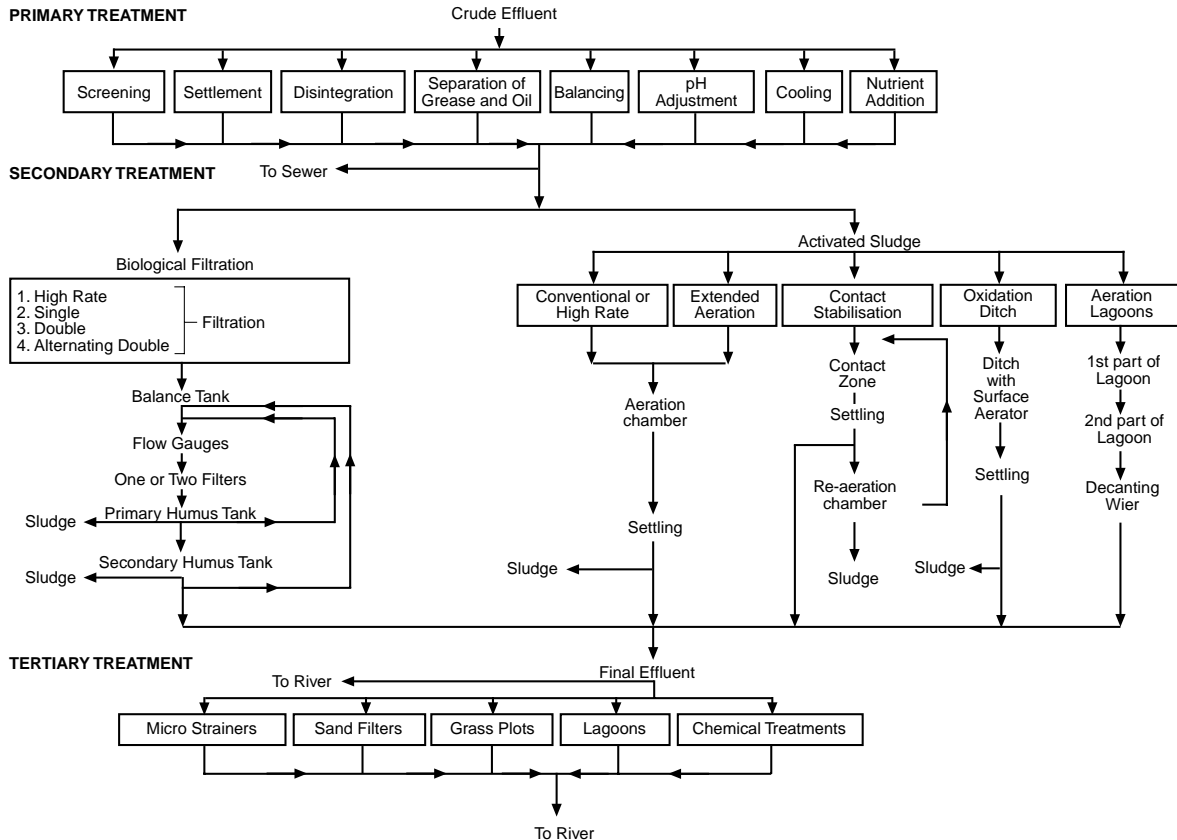 PRIMARY TREATMENT
Crude Effluent
Screening
Settlement
Disintegration
Separation of
Grease and Oil
Balancing
pH
Adjustment
Cooling
Nutrient
Addition
SECONDARY TREATMENT
To Sewer
Biological Filtration
1. High Rate
2. Single
3. Double
4. Alternating Double
Filtration
Balance Tank
Flow Gauges
One or Two Filters
Primary Humus Tank
Sludge
Secondary Humus Tank
Sludge
Activated Sludge
Conventional or
High Rate
Extended
Aeration
Contact
Stabilisation
Oxidation
Ditch
Aeration
Lagoons
Aeration
chamber
Settling
Sludge
Contact
Zone
Settling
Re-aeration
chamber
Sludge
Ditch
with
Surface
Aerator
Settling
Sludge
1st part of
Lagoon
2nd part of
Lagoon
Decanting
Wier
TERTIARY TREATMENT
Final Effluent
To River
Micro Strainers
Sand Filters
Grass Plots
Lagoons
Chemical Treatments
To River